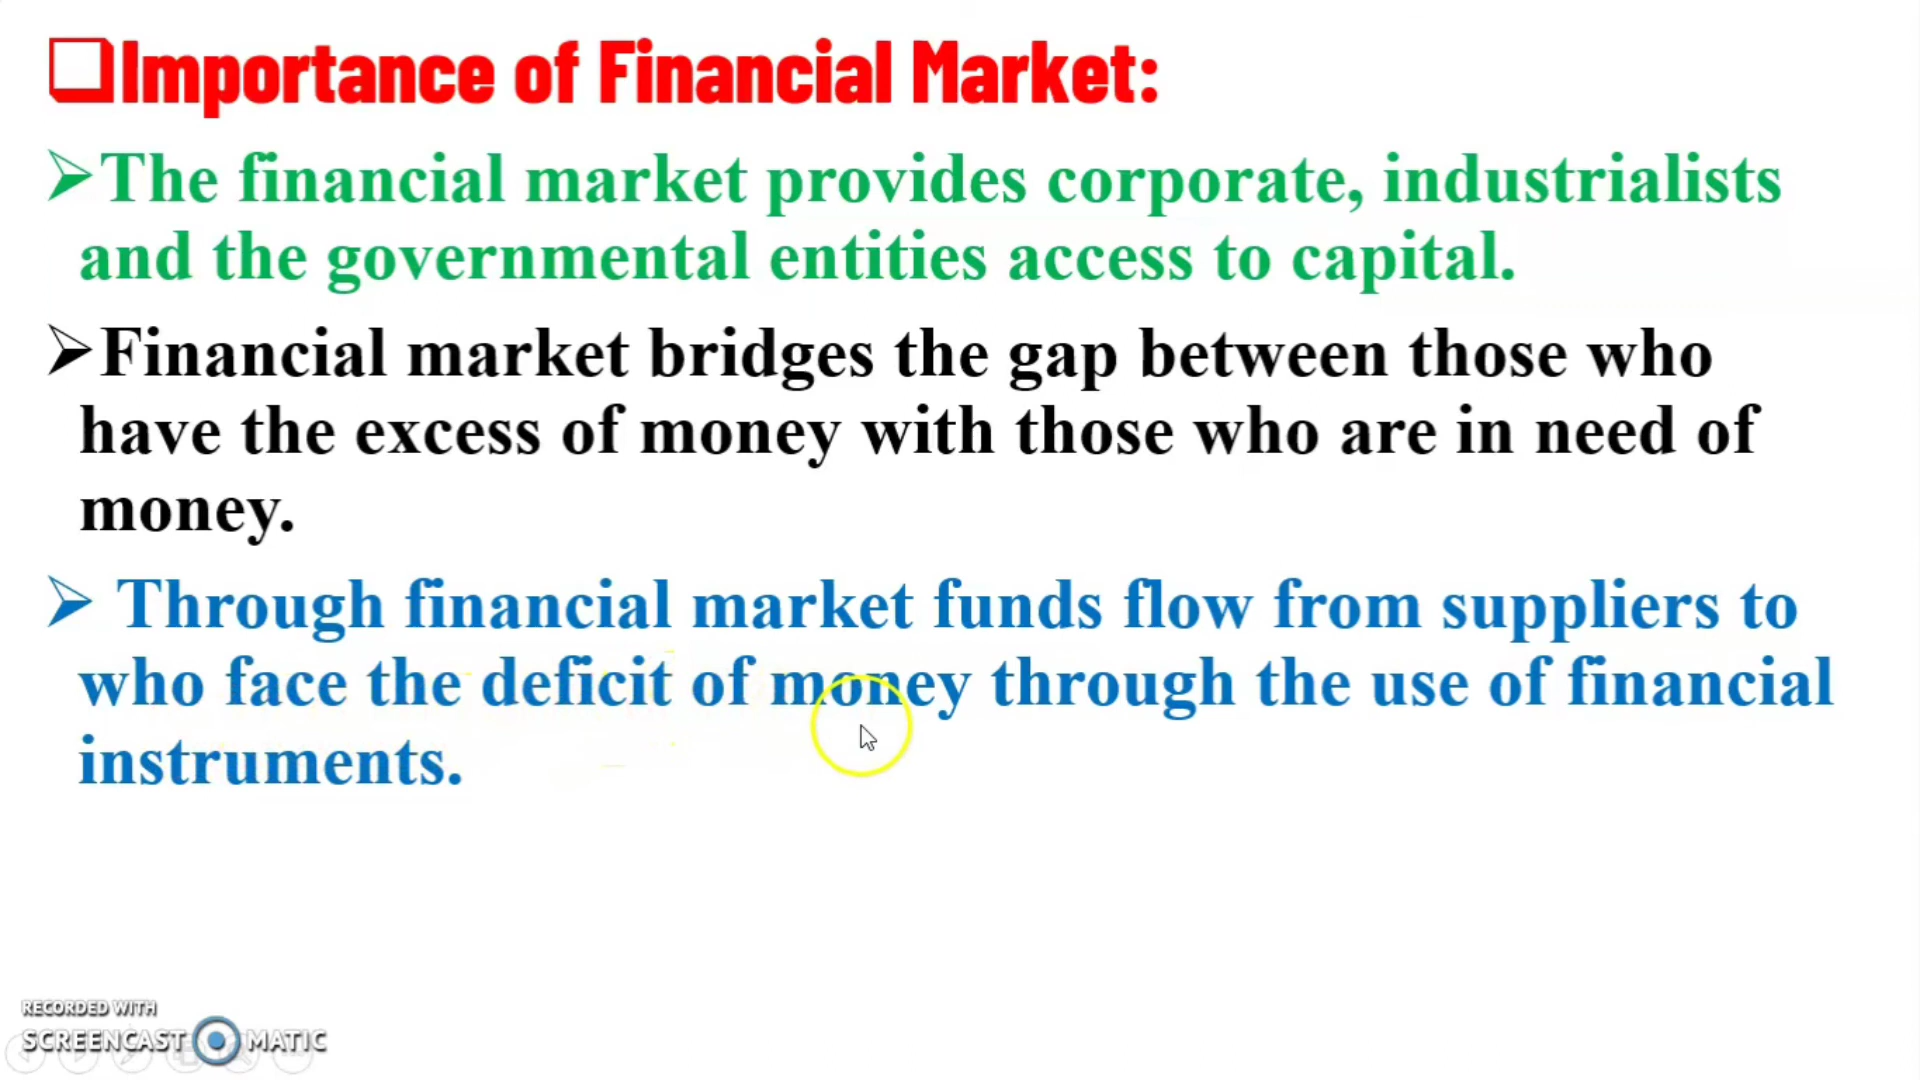 Importance of Financial Market:
The financial market provides corporate, industrialists
and the governmental entities access to capital.
Financial market bridges the gap between those who
have the excess of money with those who are in need of
money.
Through financial market funds flow from suppliers to
who face the deficit of money through the use of financial
instruments.
RECORDED WITH
SCREENCAST MATIC